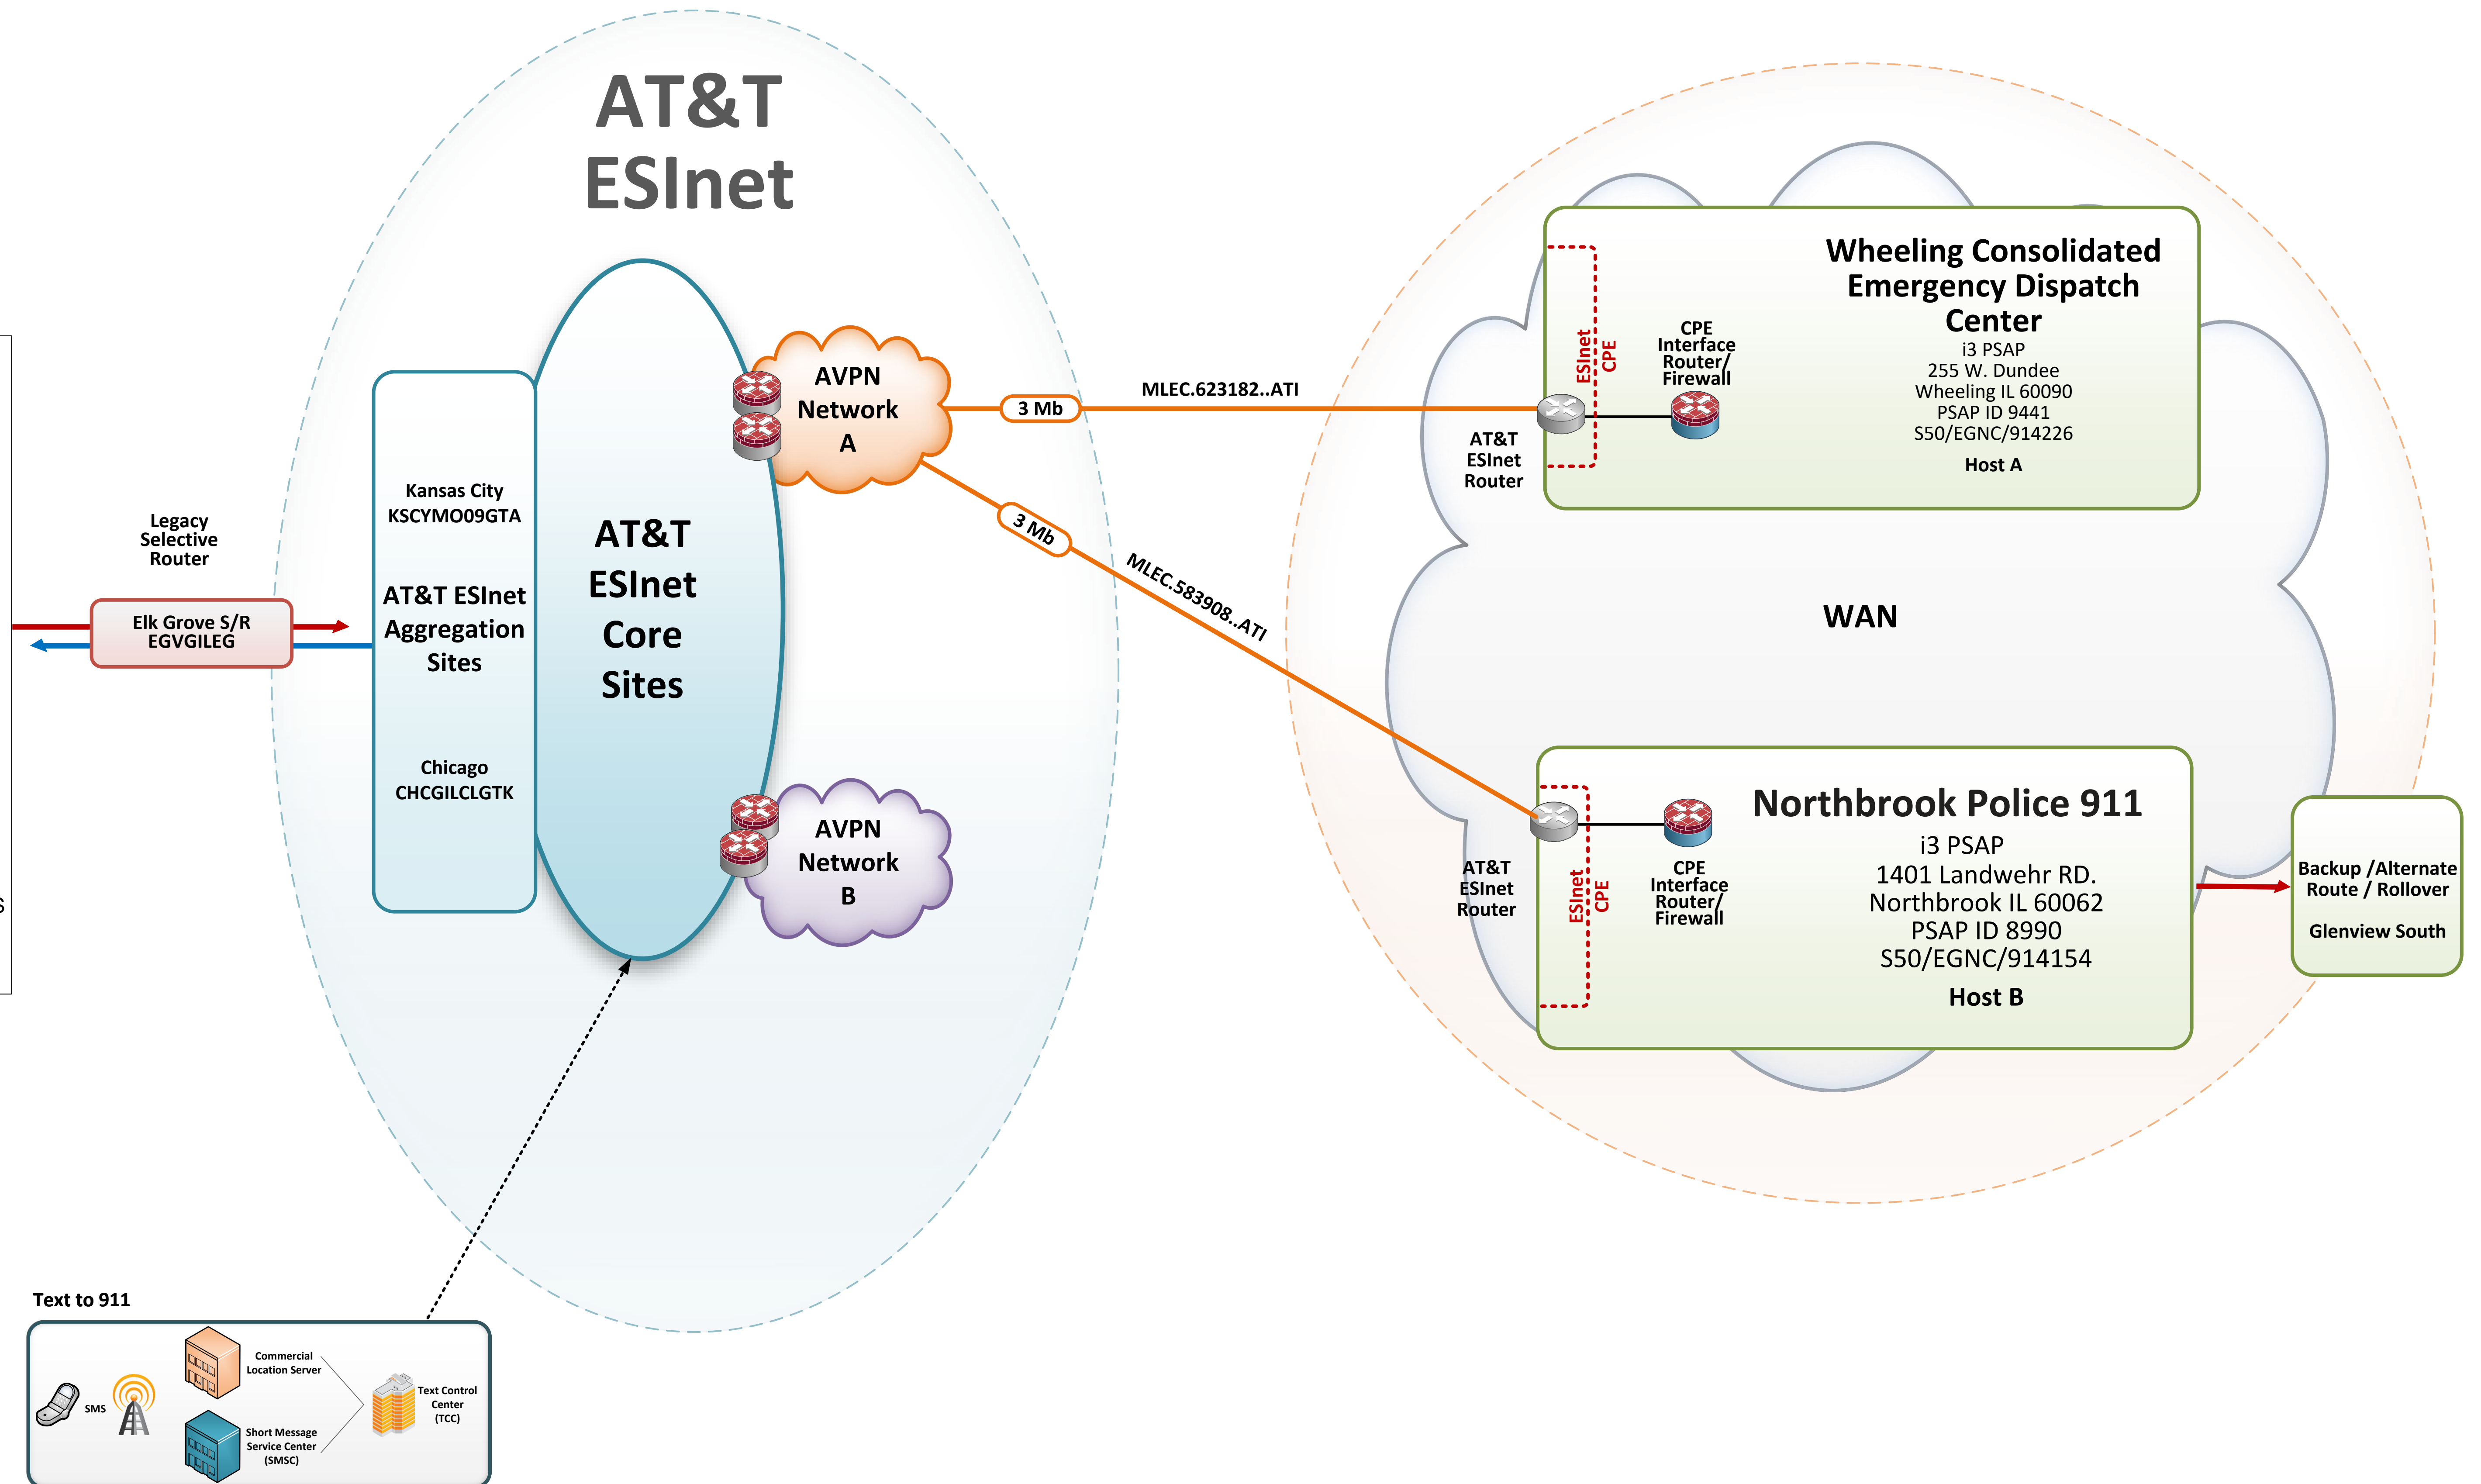 AT&T
ESInet
Legacy
Selective
Router
Elk Grove S/R
EGVGILEG
S
Kansas City
KSCYMO09GTA
AT&T ESInet
Aggregation
Sites
Chicago
CHCGILCLGTK
AT&T
ESInet
Core
Sites
AVPN
Network
A
AVPN
Network
B
3 Mb
MLEC.623182..ATI
3 Mb
MLEC.583908..ATI
AT&T
ESInet
Router
ESInet
CPE
CPE
Interface
Router/
Firewall
Wheeling Consolidated
Emergency Dispatch
Center
i3 PSAP
255 W. Dundee
Wheeling IL 60090
PSAP ID 9441
S50/EGNC/914226
Host A
WAN
AT&T
ESInet
Router
ESInet
CPE
CPE
Interface
Router/
Firewall
Northbrook Police 911
i3 PSAP
1401 Landwehr RD.
Northbrook IL 60062
PSAP ID 8990
S50/EGNC/914154
Host B
Backup /Alternate
Route / Rollover
Glenview South
Text to 911
SMS
Commercial
Location Server
Short Message
Service Center
(SMSC)
Text Control
Center
(TCC)